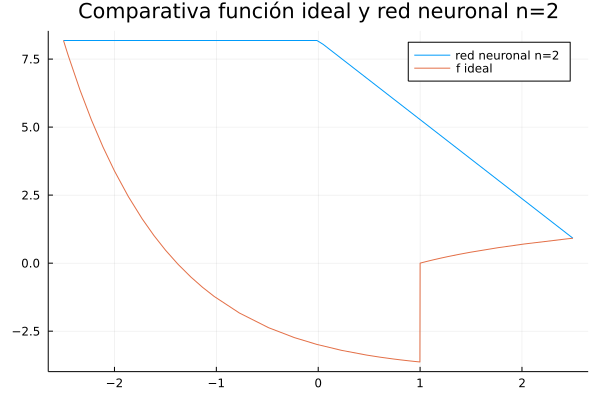 Comparativa función ideal y red neuronal n=2
red neuronal n=2
f ideal
7.5
5.0
2.5
0.0
−2.5
−2 −1 0 1 2